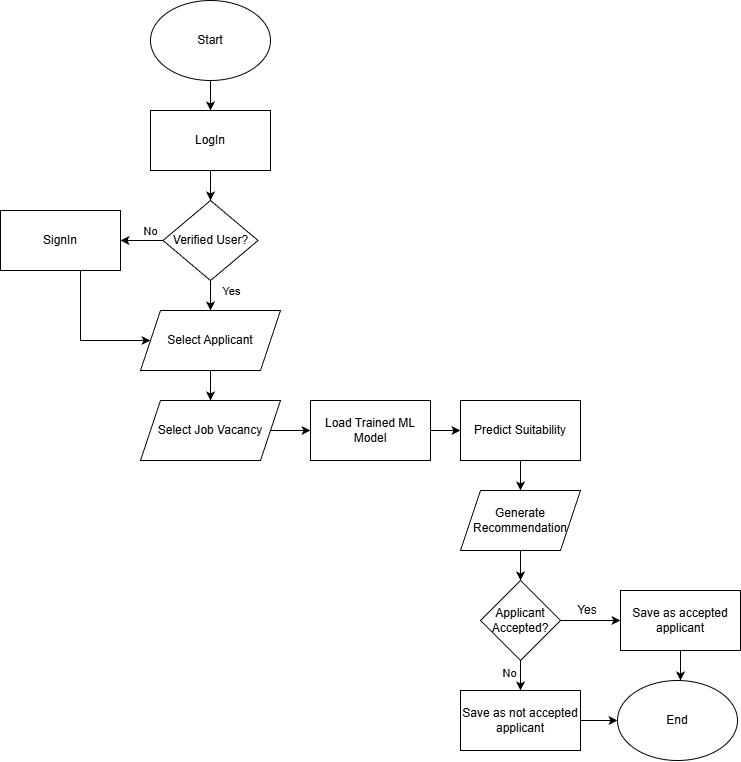 Start
LogIn
No
Verified User?
SignIn
Yes
Select Applicant
Select Job Vacancy
Load Trained ML
Model
Predict Suitability
Generate
Recommendation
Applicant
Accepted?
Yes
Save as accepted
applicant
No
Save as not accepted
applicant
End